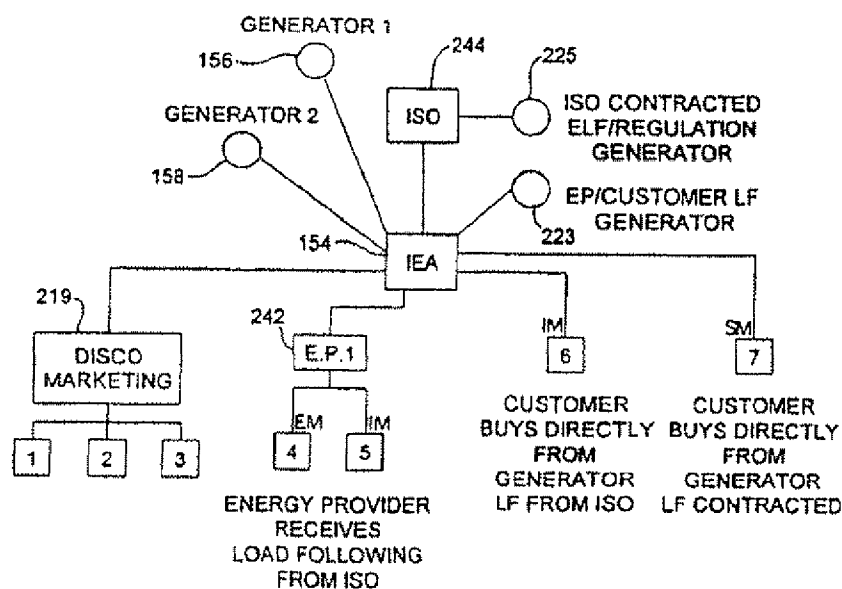 GENERATOR 1
156
244
225
ISO
ISO CONTRACTED
ELF/REGULATION
GENERATOR
GENERATOR 2
158
EP/CUSTOMER LF
GENERATOR
223
154
IEA
219
DISCO
MARKETING
242
E.P.1
IM
6
SM
7
1
2
3
EM
4
IM
5
CUSTOMER
BUYS DIRECTLY
FROM
GENERATOR
LF FROM ISO
CUSTOMER
BUYS DIRECTLY
FROM
GENERATOR
LF CONTRACTED
ENERGY PROVIDER
RECEIVES
LOAD FOLLOWING
FROM ISO